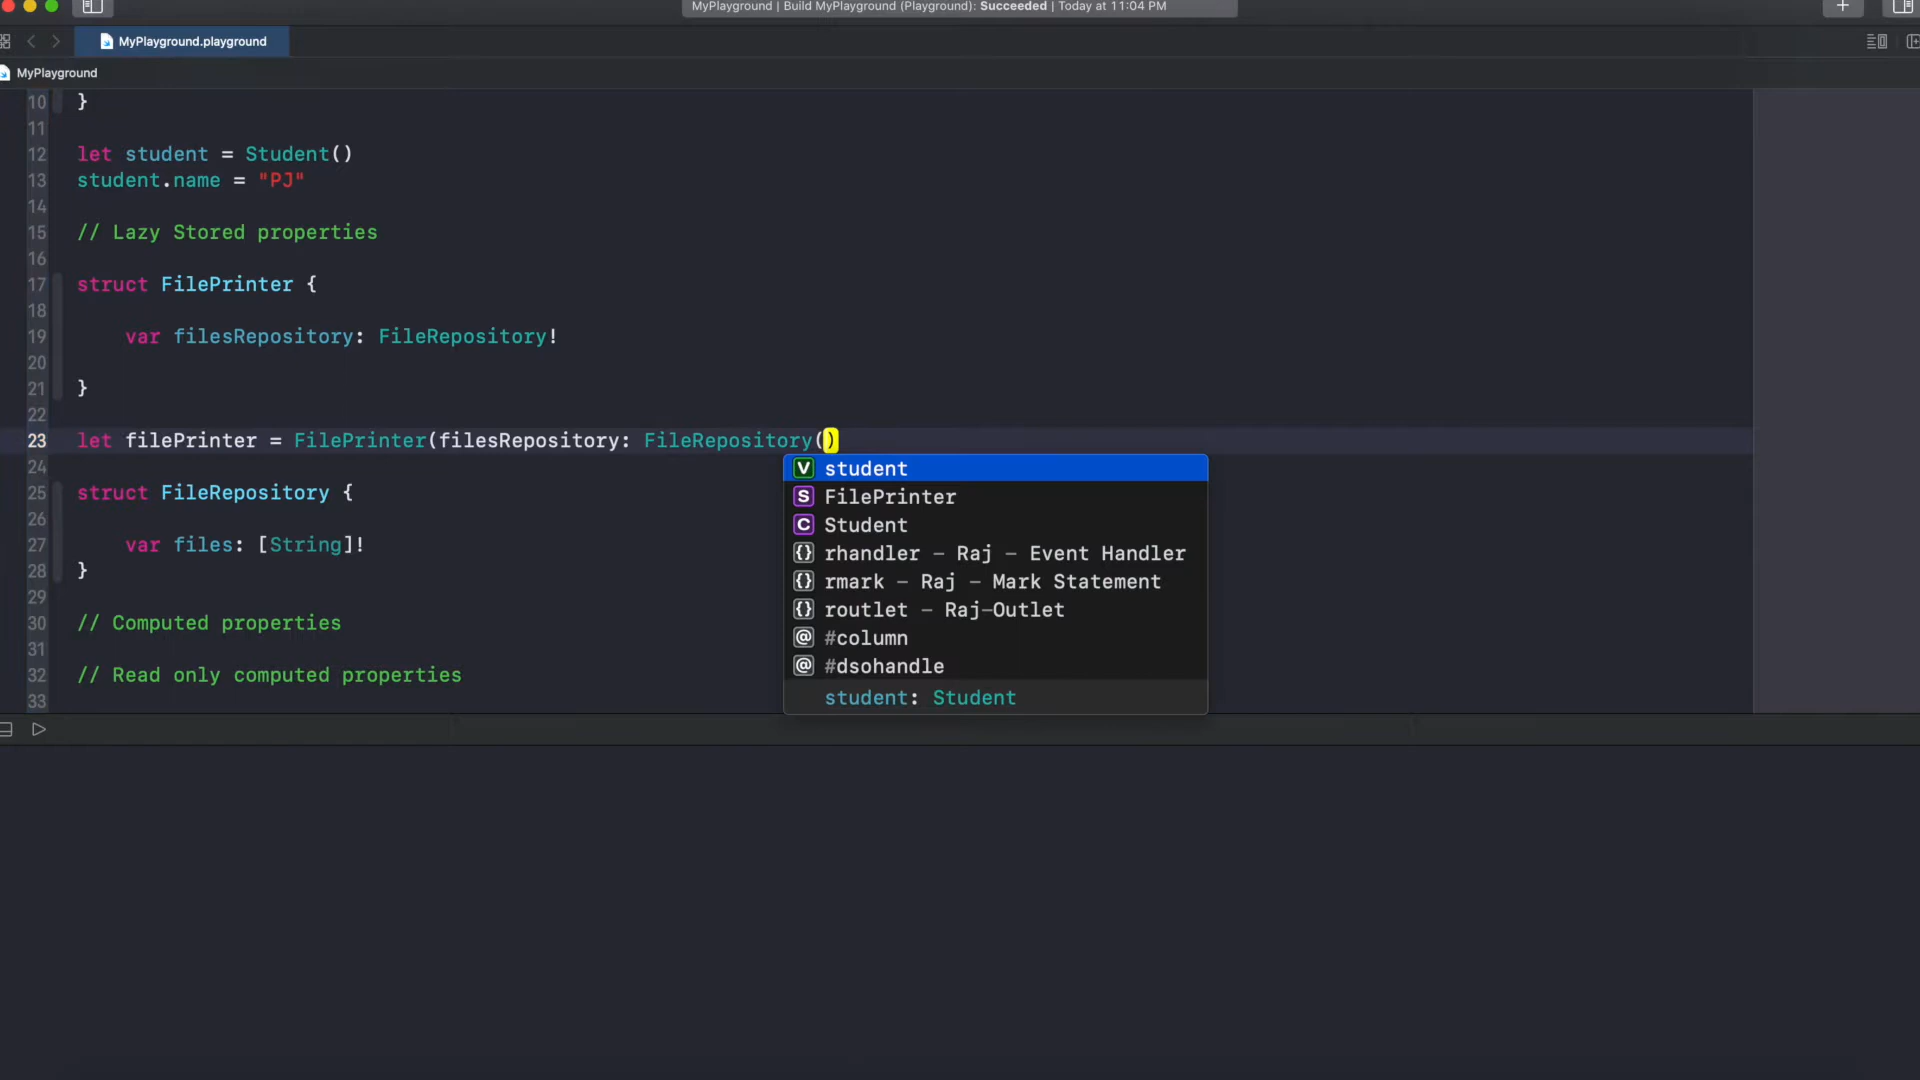 MyPlayground | Build MyPlayground (Playground): Succeeded | Today at 11:04 PM
MyPlayground.playground
MyPlayground
10 }
11
12 let student = Student()
13 student.name = "PJ"
14
15 // Lazy Stored properties
16
17 struct FilePrinter {
18
19 var filesRepository: FileRepository!
20
21 }
22
23 let filePrinter = FilePrinter(filesRepository: FileRepository()
24
25 struct FileRepository {
26
27 var files: [String]!
28 }
29
30 // Computed properties
31
32 // Read only computed properties
33
V student
S FilePrinter
C Student
{} rhandler – Raj – Event Handler
{} rmark – Raj – Mark Statement
{} routlet – Raj-Outlet
@ #column
@ #dsohandle
student: Student